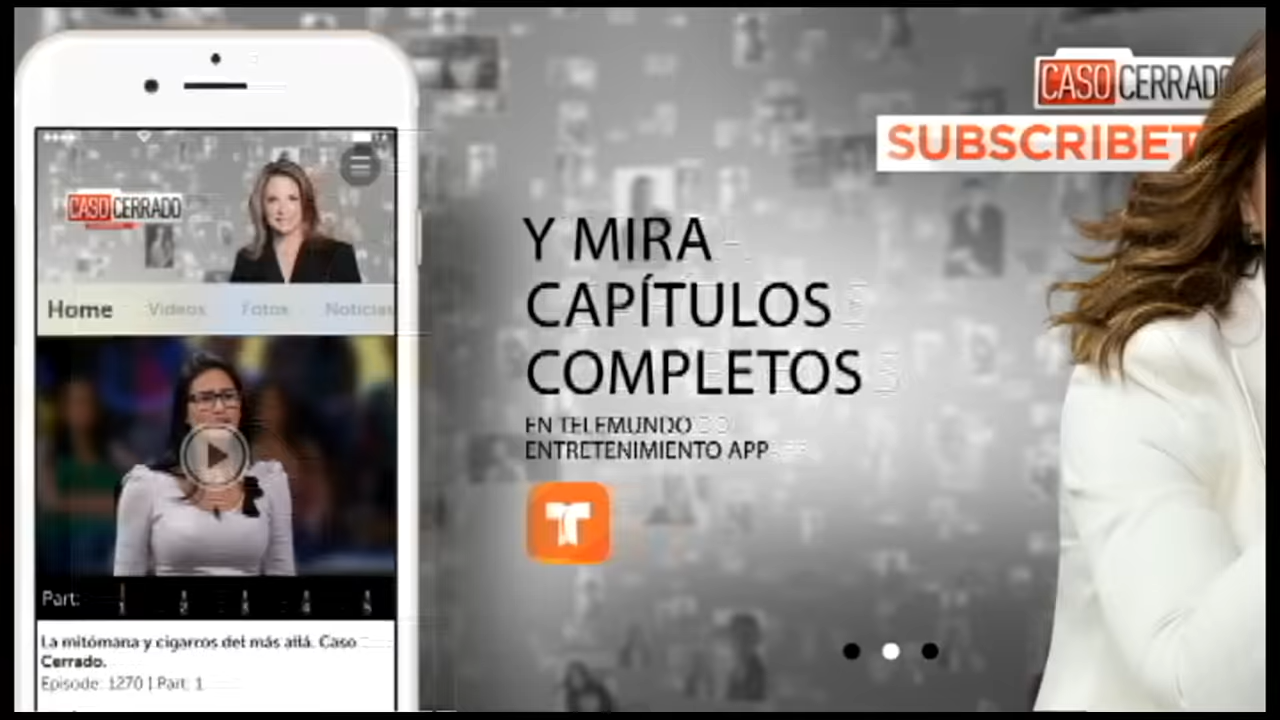 CASO CERRADO
SUBSCRIBET
CASO CERRADO
Home Videos Fotos Noticias
Y MIRA
CAPÍTULOS
COMPLETOS
EN TELEMUNDO
ENTRETENIMIENTO APP
Part: 1 2 3 4 5
La mitómana y cigarros del más allá. Caso
Cerrado.
Episode: 1270 | Part: 1